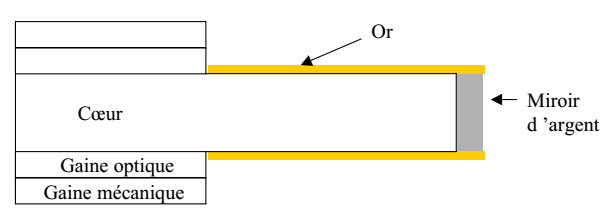 Or
Cœur
Miroir
d ’argent
Gaine optique
Gaine mécanique